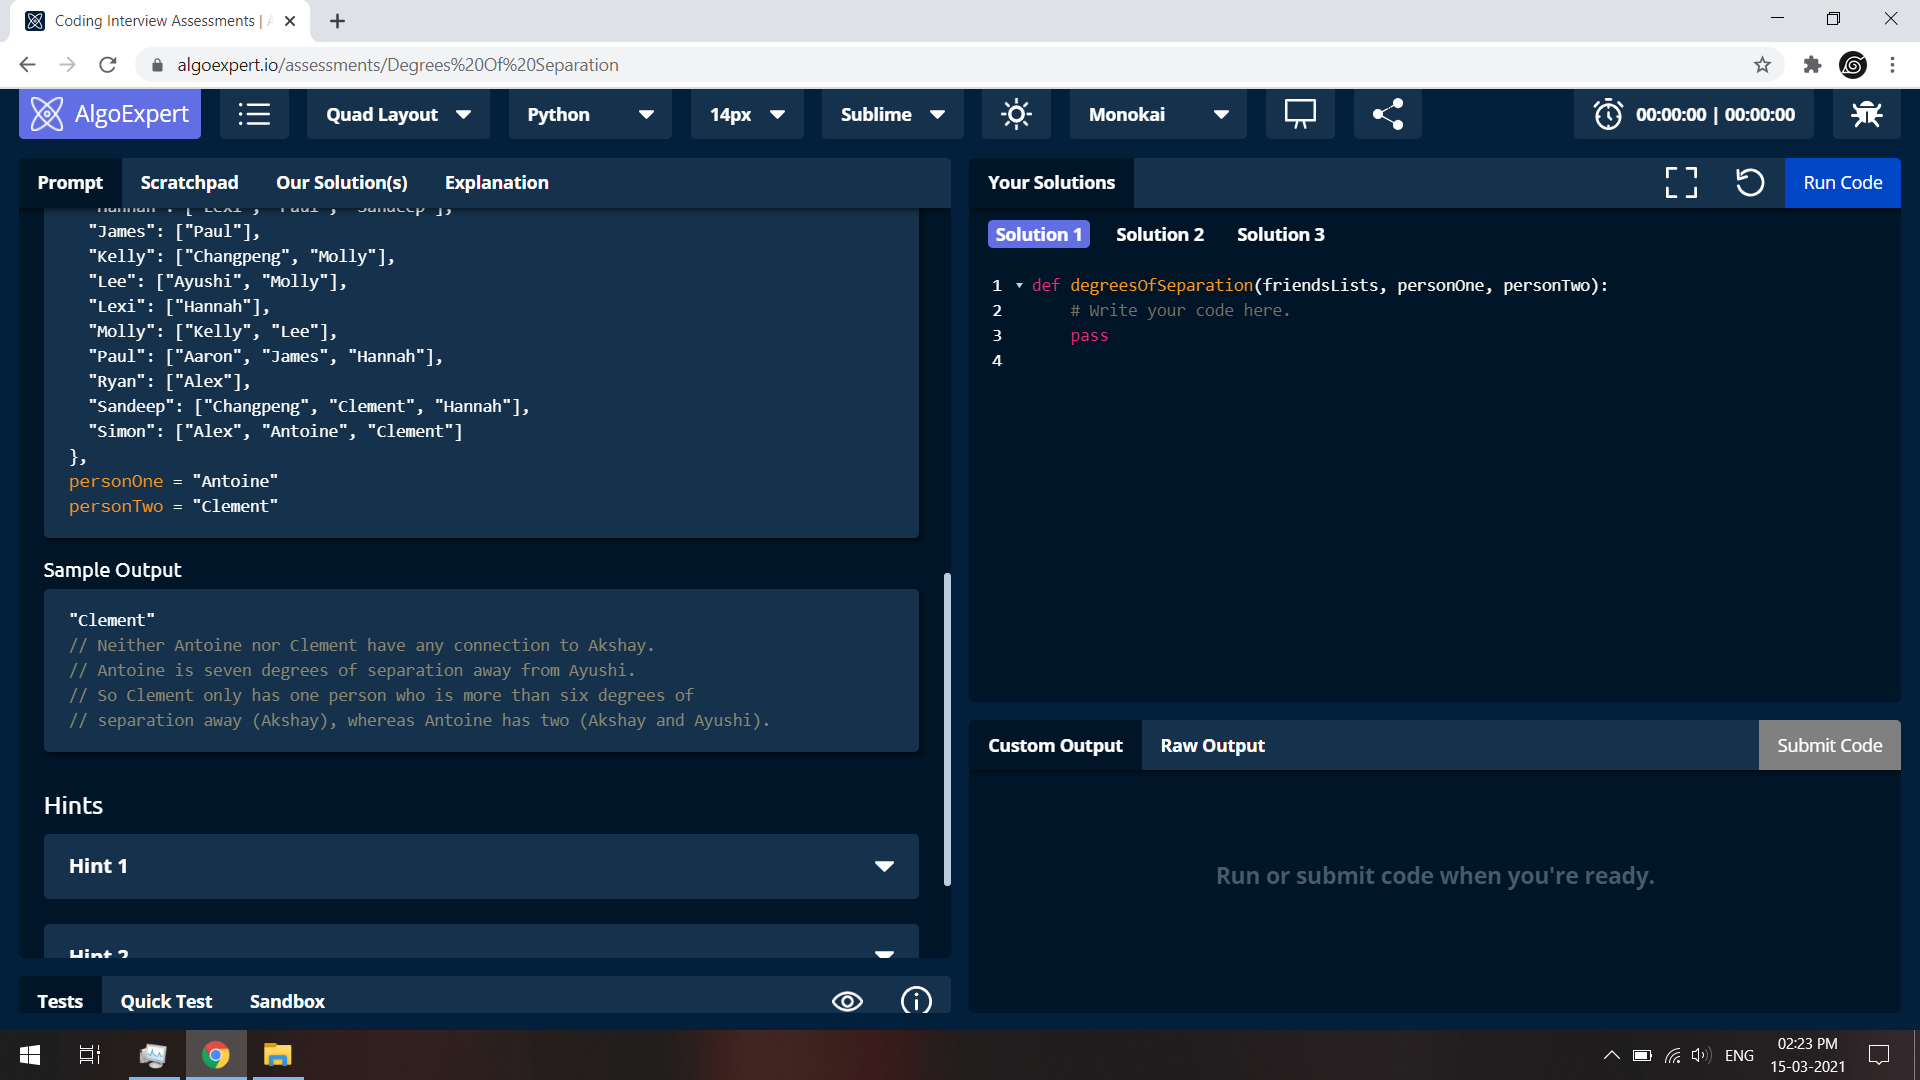 Coding Interview Assessments |
algoexpert.io/assessments/Degrees%20Of%20Separation
AlgoExpert
Quad Layout
Python
14px
Sublime
Monokai
00:00:00 | 00:00:00
Prompt
Scratchpad
Our Solution(s)
Explanation
"Hannah": ["Lexi", "Paul", "Sandeep"],
"James": ["Paul"],
"Kelly": ["Changpeng", "Molly"],
"Lee": ["Ayushi", "Molly"],
"Lexi": ["Hannah"],
"Molly": ["Kelly", "Lee"],
"Paul": ["Aaron", "James", "Hannah"],
"Ryan": ["Alex"],
"Sandeep": ["Changpeng", "Clement", "Hannah"],
"Simon": ["Alex", "Antoine", "Clement"]
},
personOne = "Antoine"
personTwo = "Clement"
Sample Output
"Clement"
// Neither Antoine nor Clement have any connection to Akshay.
// Antoine is seven degrees of separation away from Ayushi.
// So Clement only has one person who is more than six degrees of
// separation away (Akshay), whereas Antoine has two (Akshay and Ayushi).
Hints
Hint 1
Hint 2
Tests
Quick Test
Sandbox
Your Solutions
Run Code
Solution 1
Solution 2
Solution 3
1 def degreesOfSeparation(friendsLists, personOne, personTwo):
2 # Write your code here.
3 pass
4
Custom Output
Raw Output
Submit Code
Run or submit code when you're ready.
ENG
02:23 PM
15-03-2021